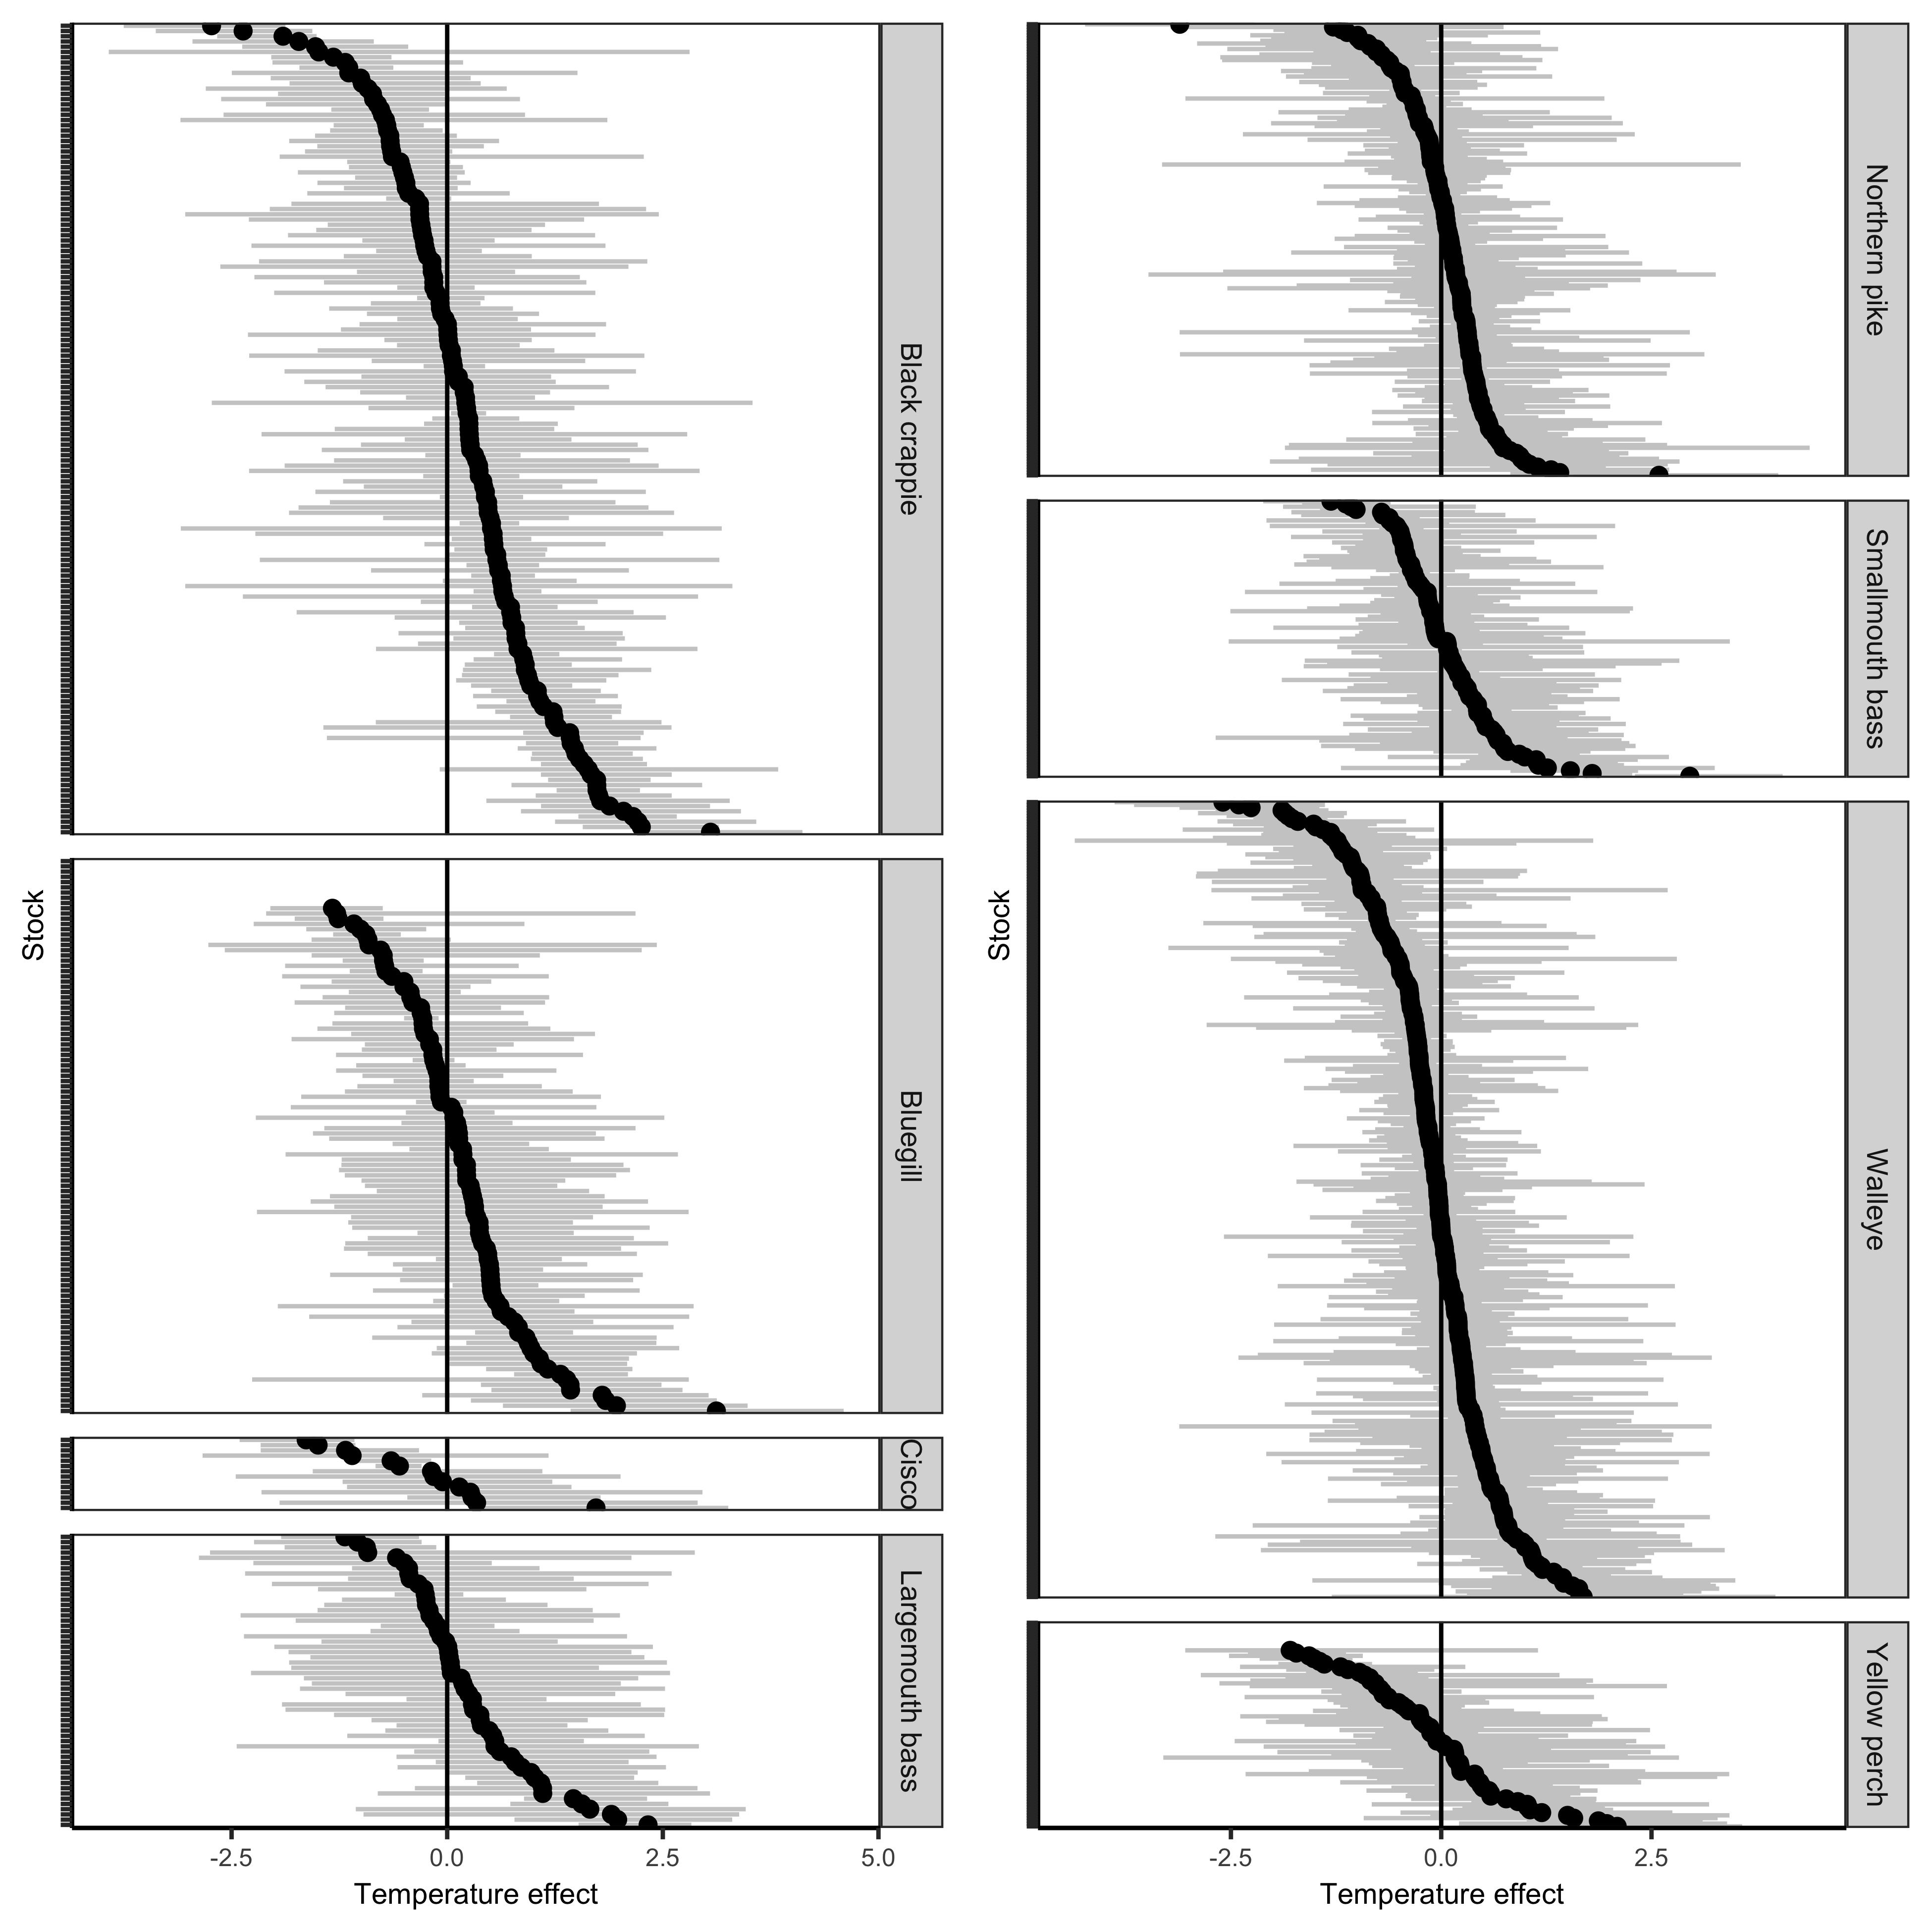 Stock
Black crappie
Bluegill
Cisco
Largemouth bass
-2.5 0.0 2.5 5.0
Temperature effect
Stock
Northern pike
Smallmouth bass
Walleye
Yellow perch
-2.5 0.0 2.5
Temperature effect